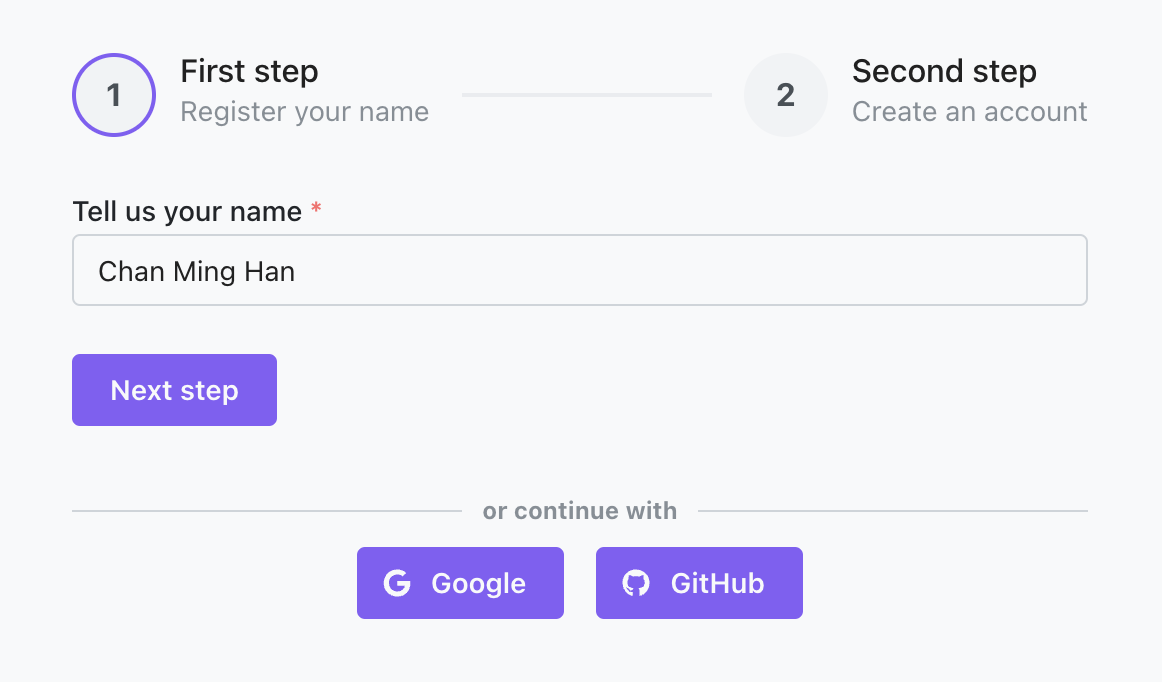 1
First step
Register your name
2
Second step
Create an account
Tell us your name *
Chan Ming Han
Next step
or continue with
Google
GitHub